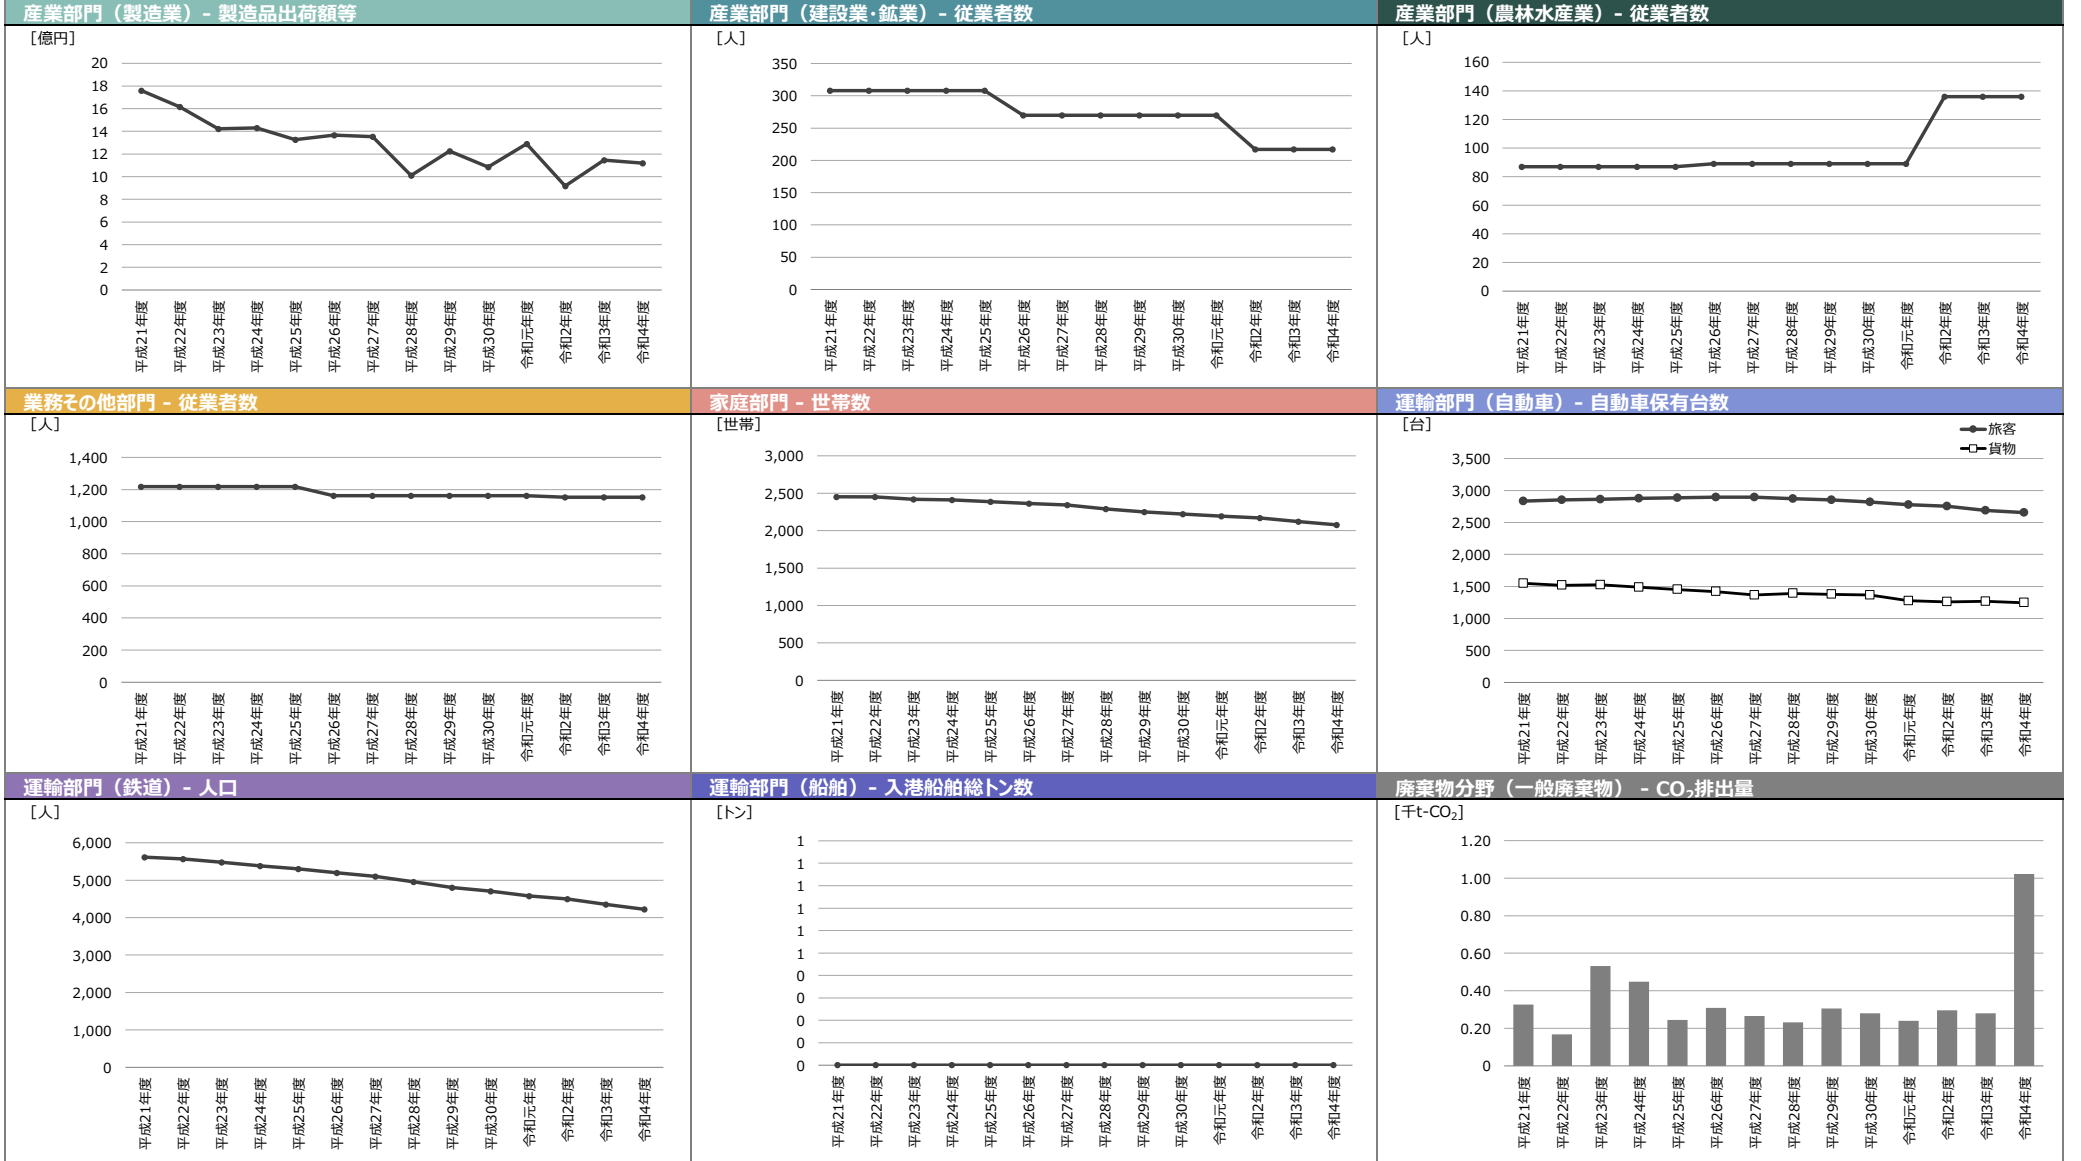 産業部門（製造業）- 製造品出荷額等
[億円]
20
18
16
14
12
10
8
6
4
2
0
平成21年度
平成22年度
平成23年度
平成24年度
平成25年度
平成26年度
平成27年度
平成28年度
平成29年度
平成30年度
令和元年度
令和2年度
令和3年度
令和4年度
産業部門（建設業・鉱業）- 従業者数
[人]
350
300
250
200
150
100
50
0
平成21年度
平成22年度
平成23年度
平成24年度
平成25年度
平成26年度
平成27年度
平成28年度
平成29年度
平成30年度
令和元年度
令和2年度
令和3年度
令和4年度
産業部門（農林水産業）- 従業者数
[人]
160
140
120
100
80
60
40
20
0
平成21年度
平成22年度
平成23年度
平成24年度
平成25年度
平成26年度
平成27年度
平成28年度
平成29年度
平成30年度
令和元年度
令和2年度
令和3年度
令和4年度
業務その他部門 - 従業者数
[人]
1,400
1,200
1,000
800
600
400
200
0
平成21年度
平成22年度
平成23年度
平成24年度
平成25年度
平成26年度
平成27年度
平成28年度
平成29年度
平成30年度
令和元年度
令和2年度
令和3年度
令和4年度
家庭部門 - 世帯数
[世帯]
3,000
2,500
2,000
1,500
1,000
500
0
平成21年度
平成22年度
平成23年度
平成24年度
平成25年度
平成26年度
平成27年度
平成28年度
平成29年度
平成30年度
令和元年度
令和2年度
令和3年度
令和4年度
運輸部門（自動車）- 自動車保有台数
[台]
旅客
貨物
3,500
3,000
2,500
2,000
1,500
1,000
500
0
平成21年度
平成22年度
平成23年度
平成24年度
平成25年度
平成26年度
平成27年度
平成28年度
平成29年度
平成30年度
令和元年度
令和2年度
令和3年度
令和4年度
運輸部門（鉄道）- 人口
[人]
6,000
5,000
4,000
3,000
2,000
1,000
0
平成21年度
平成22年度
平成23年度
平成24年度
平成25年度
平成26年度
平成27年度
平成28年度
平成29年度
平成30年度
令和元年度
令和2年度
令和3年度
令和4年度
運輸部門（船舶）- 入港船舶総トン数
[トン]
1
1
1
1
1
1
0
0
0
0
0
平成21年度
平成22年度
平成23年度
平成24年度
平成25年度
平成26年度
平成27年度
平成28年度
平成29年度
平成30年度
令和元年度
令和2年度
令和3年度
令和4年度
廃棄物分野（一般廃棄物） - CO₂排出量
[千t-CO₂]
1.20
1.00
0.80
0.60
0.40
0.20
0
平成21年度
平成22年度
平成23年度
平成24年度
平成25年度
平成26年度
平成27年度
平成28年度
平成29年度
平成30年度
令和元年度
令和2年度
令和3年度
令和4年度